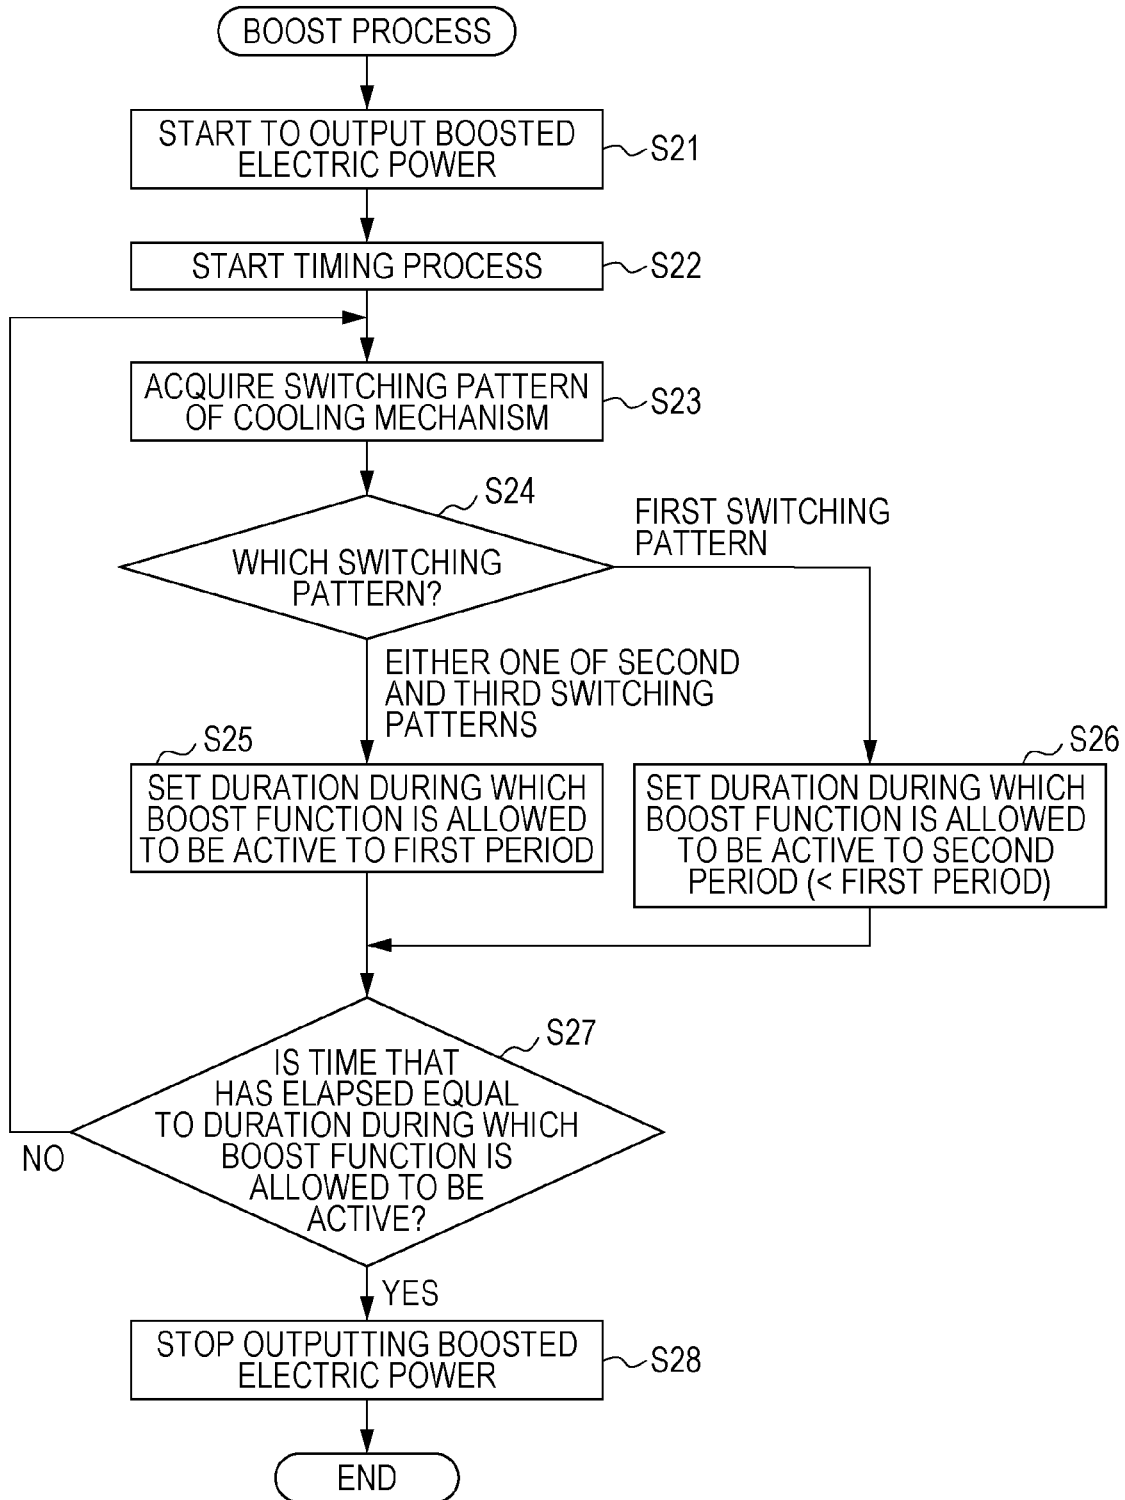 BOOST PROCESS
START TO OUTPUT BOOSTED
ELECTRIC POWER
S21
START TIMING PROCESS
S22
ACQUIRE SWITCHING PATTERN
OF COOLING MECHANISM
S23
S24
WHICH SWITCHING
PATTERN?
FIRST SWITCHING
PATTERN
EITHER ONE OF SECOND
AND THIRD SWITCHING
PATTERNS
S25
SET DURATION DURING WHICH
BOOST FUNCTION IS ALLOWED
TO BE ACTIVE TO FIRST PERIOD
S26
SET DURATION DURING WHICH
BOOST FUNCTION IS ALLOWED
TO BE ACTIVE TO SECOND
PERIOD (< FIRST PERIOD)
S27
IS TIME THAT
HAS ELAPSED EQUAL
TO DURATION DURING WHICH
BOOST FUNCTION IS
ALLOWED TO BE
ACTIVE?
NO
YES
STOP OUTPUTTING BOOSTED
ELECTRIC POWER
S28
END